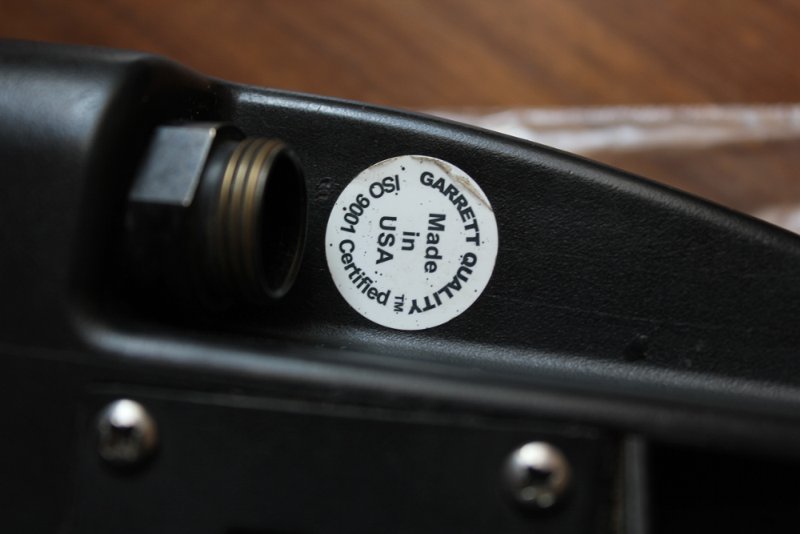 GARRETT QUALITY™
Made
in
USA
ISO 9001 Certified